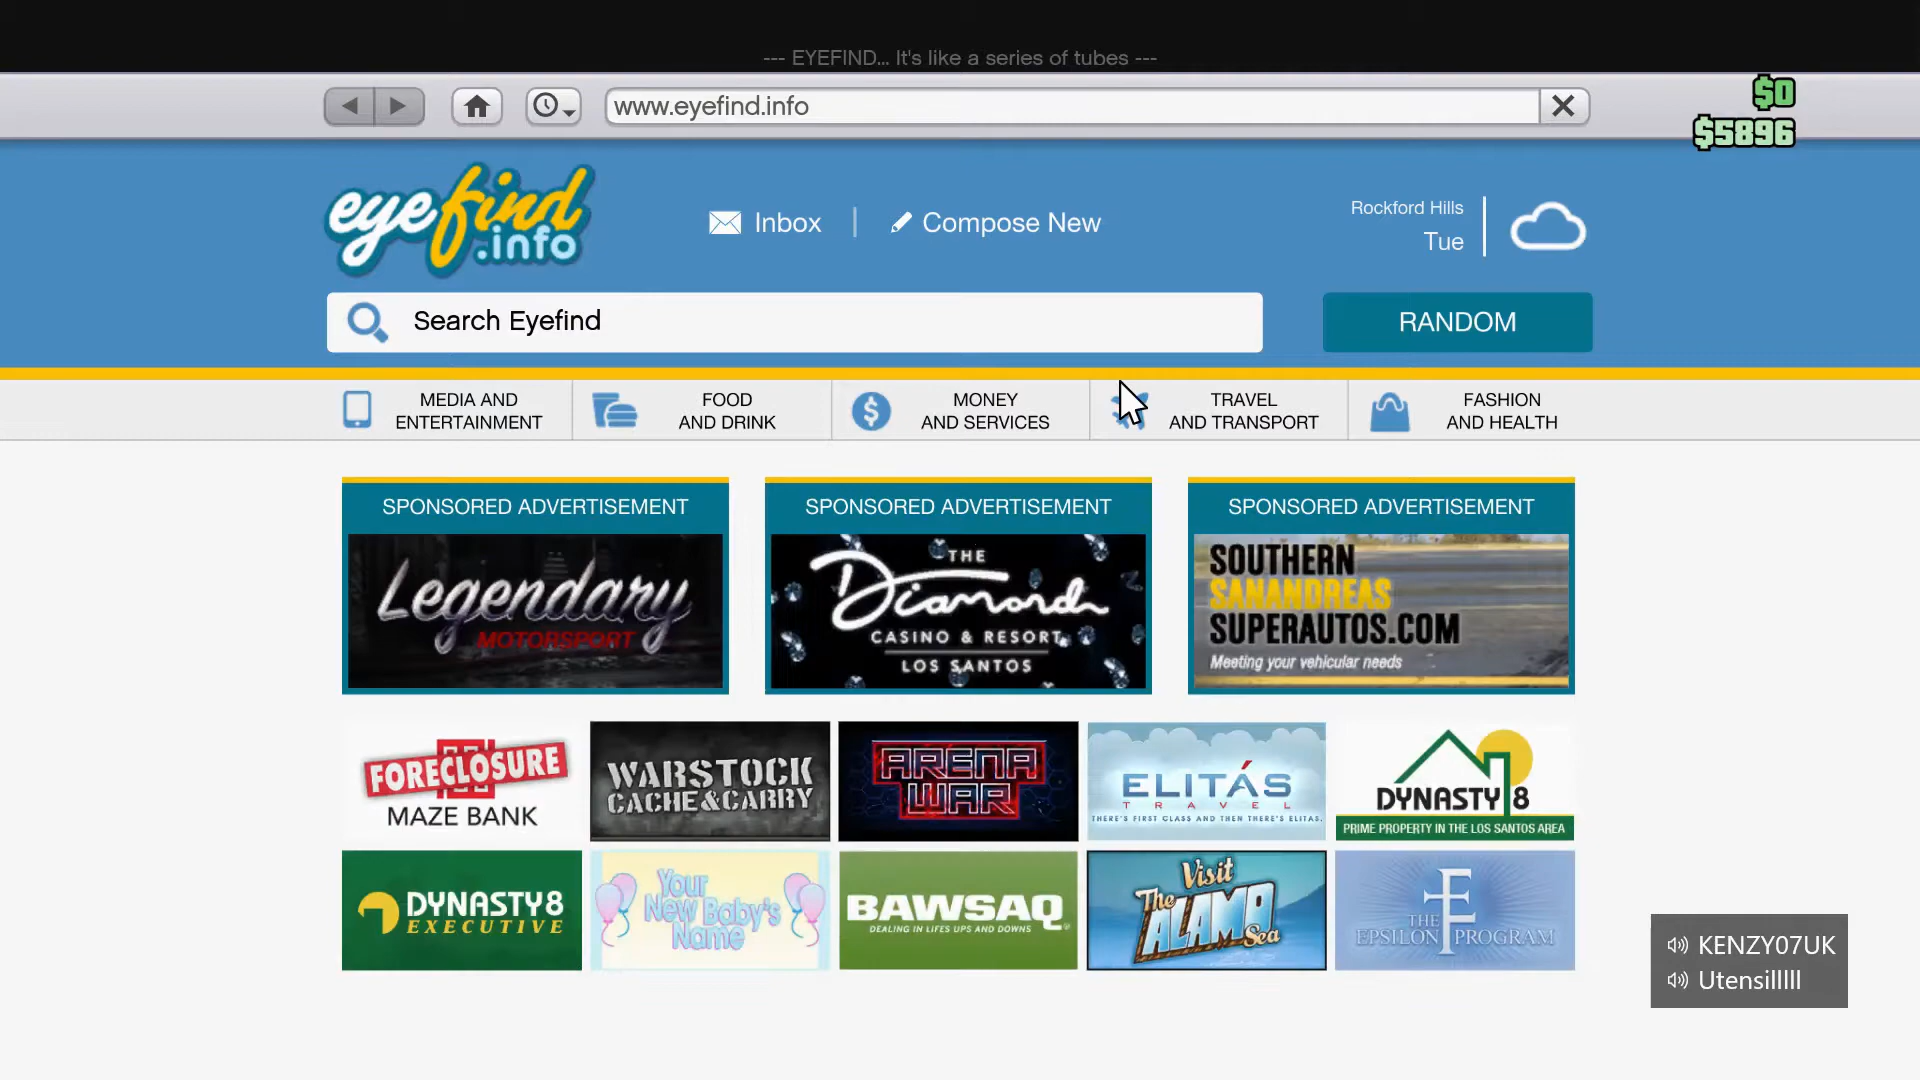 --- EYEFIND... It's like a series of tubes ---
www.eyefind.info
$0
$5896
eyefind
.info
Inbox
Compose New
Rockford Hills
Tue
Search Eyefind
RANDOM
MEDIA AND
ENTERTAINMENT
FOOD
AND DRINK
MONEY
AND SERVICES
TRAVEL
AND TRANSPORT
FASHION
AND HEALTH
SPONSORED ADVERTISEMENT
Legendary
MOTORSPORT
SPONSORED ADVERTISEMENT
THE
Diamond
CASINO & RESORT
LOS SANTOS
SPONSORED ADVERTISEMENT
SOUTHERN
SANANDREAS
SUPERAUTOS.COM
Meeting your vehicular needs
FORECLOSURE
MAZE BANK
WARSTOCK
CACHE&CARRY
ARENA
WAR
ELITÁS
TRAVEL
THERE'S FIRST CLASS AND THEN THERE'S ELITAS.
DYNASTY 8
PRIME PROPERTY IN THE LOS SANTOS AREA
DYNASTY8
EXECUTIVE
Your
New Baby's
Name
BAWSAQ
DEALING IN LIFES UPS AND DOWNS
Visit
The ALAMO
Sea
THE
EPSILON PROGRAM
KENZY07UK
Utensilllll